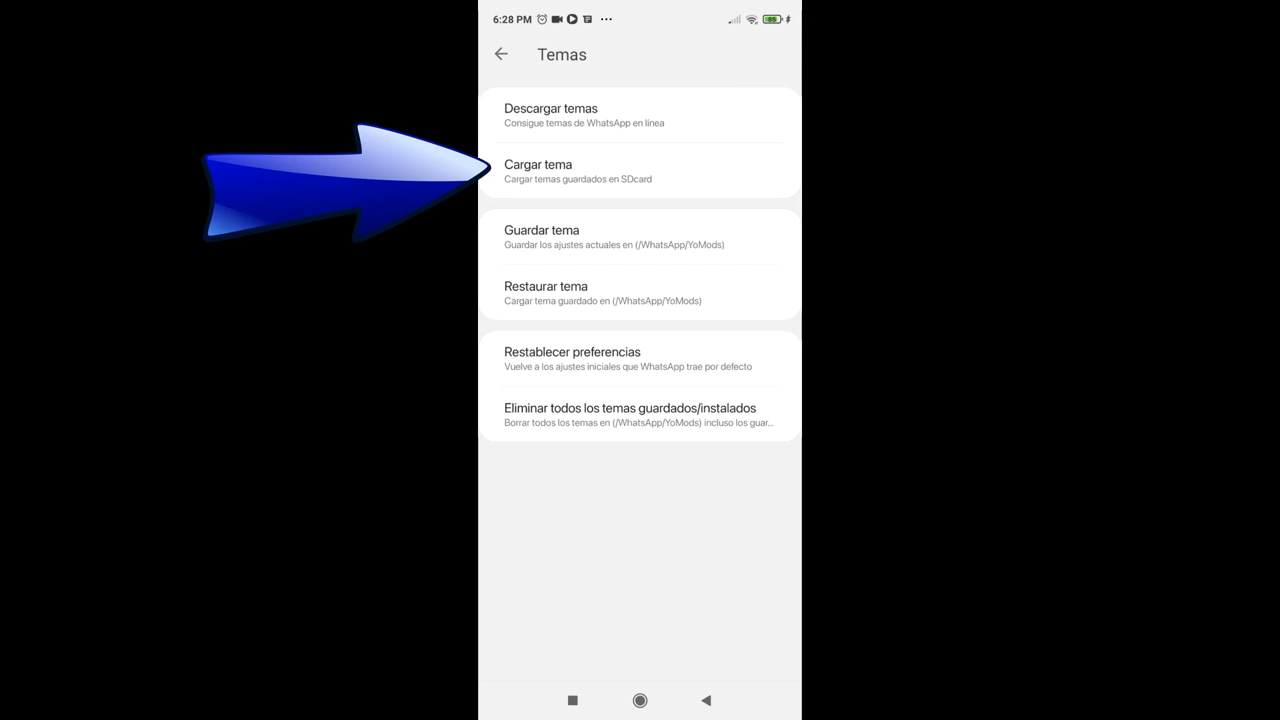 6:28 PM
85
Temas
Descargar temas
Consigue temas de WhatsApp en línea
Cargar tema
Cargar temas guardados en SDcard
Guardar tema
Guardar los ajustes actuales en (/WhatsApp/YoMods)
Restaurar tema
Cargar tema guardado en (/WhatsApp/YoMods)
Restablecer preferencias
Vuelve a los ajustes iniciales que WhatsApp trae por defecto
Eliminar todos los temas guardados/instalados
Borrar todos los temas en (/WhatsApp/YoMods) incluso los guar...